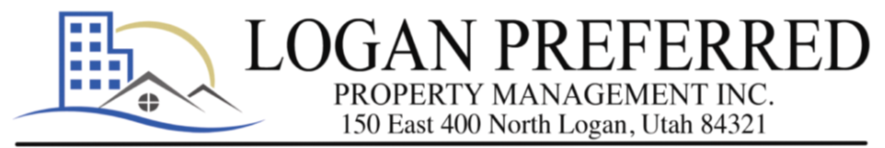 LOGAN PREFERRED
PROPERTY MANAGEMENT INC.
150 East 400 North Logan, Utah 84321